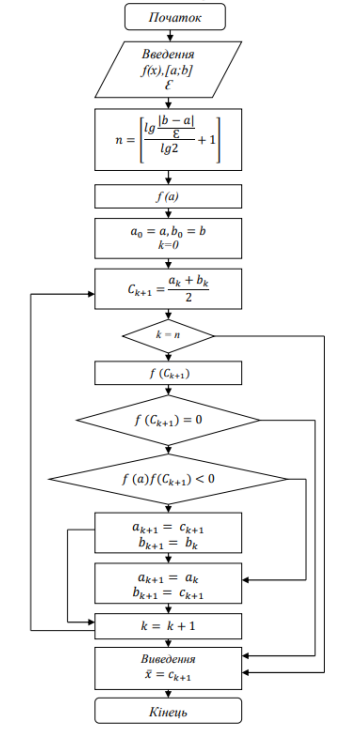 Початок
Введення
f(x),[a;b]
Ɛ
n = [lg |b − a|/Ɛ / lg2 + 1]
f (a)
a₀ = a, b₀ = b
k=0
Cₖ₊₁ = aₖ + bₖ / 2
k = n
f (Cₖ₊₁)
f (Cₖ₊₁) = 0
f (a)f(Cₖ₊₁) < 0
aₖ₊₁ = cₖ₊₁
bₖ₊₁ = bₖ
aₖ₊₁ = aₖ
bₖ₊₁ = cₖ₊₁
k = k + 1
Виведення
x̄ = cₖ₊₁
Кінець